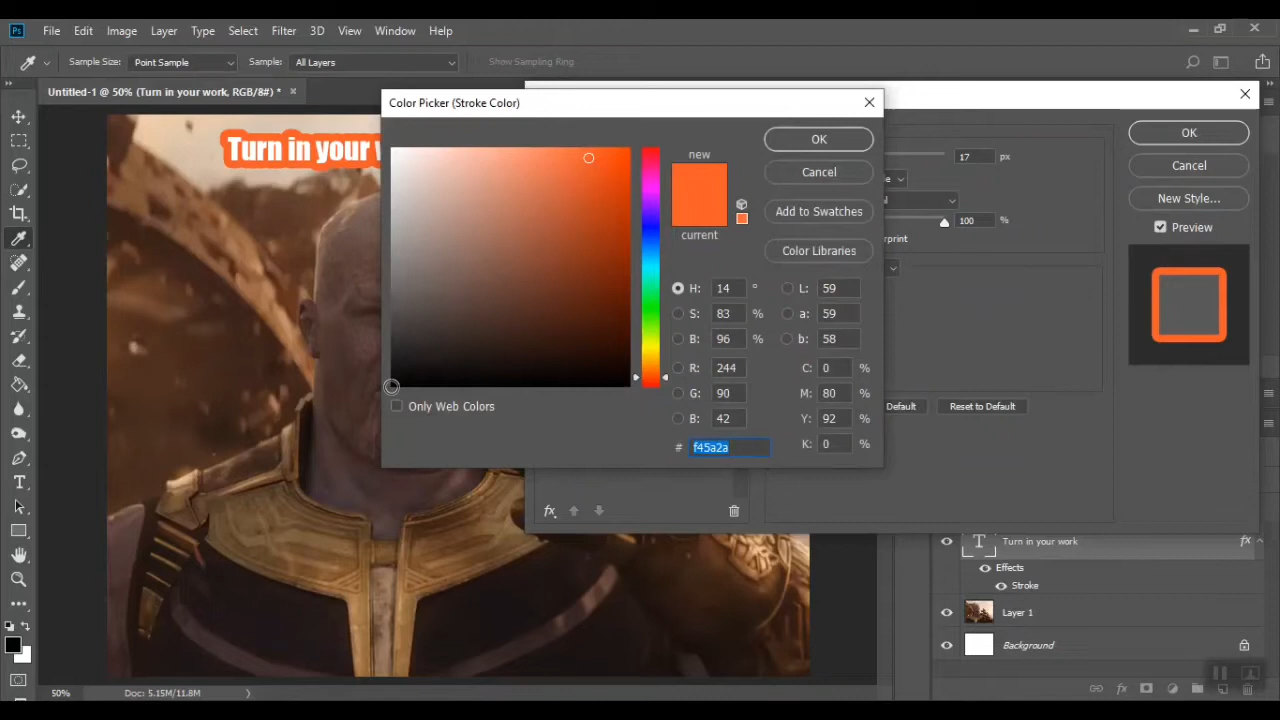 Ps File Edit Image Layer Type Select Filter 3D View Window Help
Sample Size: Point Sample Sample: All Layers Show Sampling Ring
Untitled-1 @ 50% (Turn in your work, RGB/8#) *
Color Picker (Stroke Color)
Turn in your
OK
new
Cancel
Add to Swatches
current
Color Libraries
H: 14 ° L: 59
S: 83 % a: 59
B: 96 % b: 58
R: 244 C: 0 %
G: 90 M: 80 %
B: 42 Y: 92 %
# f45a2a K: 0 %
Only Web Colors
17 px
100 %
OK
Cancel
New Style...
Preview
Default Reset to Default
fx
T Turn in your work fx
Effects
Stroke
Layer 1
Background
fx
50% Doc: 5.15M/11.8M